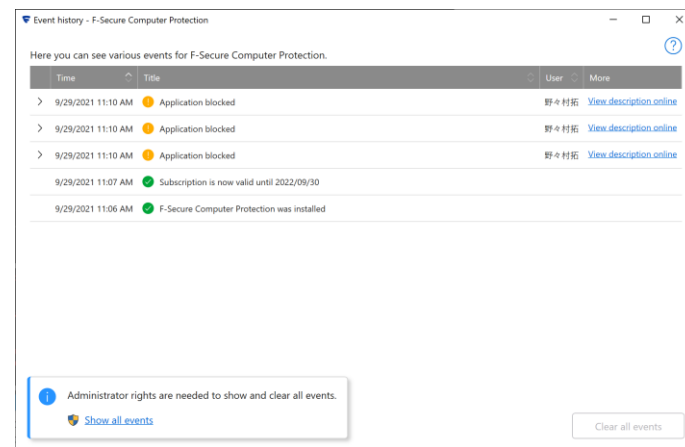 Event history - F-Secure Computer Protection
Here you can see various events for F-Secure Computer Protection.
Time Title User More
9/29/2021 11:10 AM Application blocked 野々村拓 View description online
9/29/2021 11:10 AM Application blocked 野々村拓 View description online
9/29/2021 11:10 AM Application blocked 野々村拓 View description online
9/29/2021 11:07 AM Subscription is now valid until 2022/09/30
9/29/2021 11:06 AM F-Secure Computer Protection was installed
Administrator rights are needed to show and clear all events.
Show all events
Clear all events